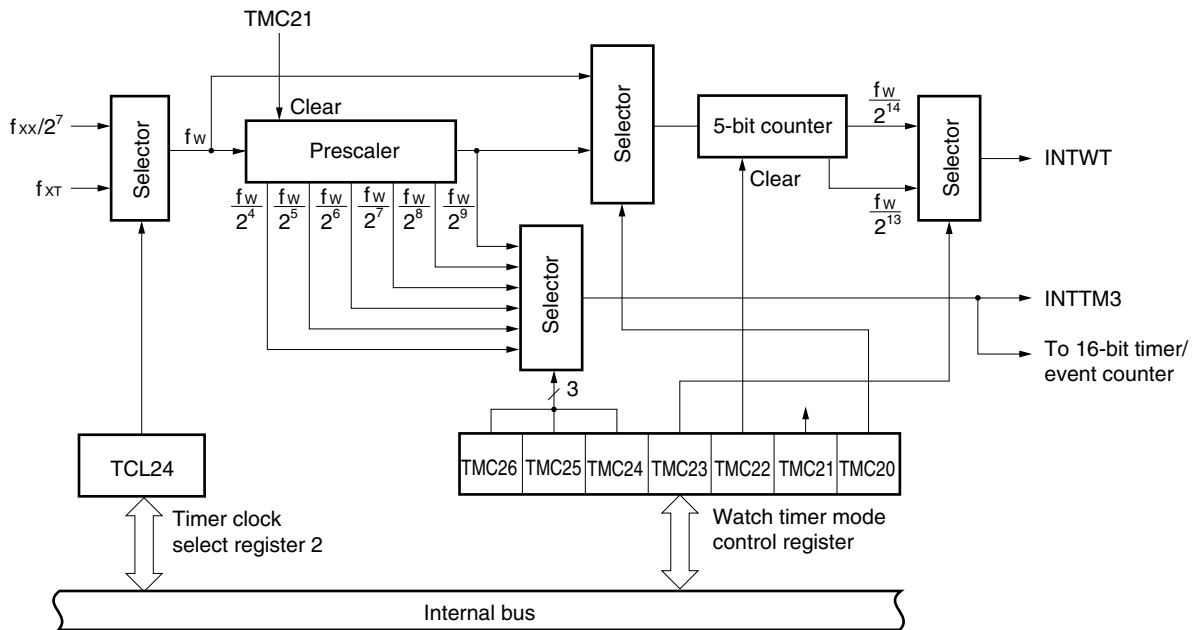 TMC21
Clear
fXX/2^7
fXT
Selector
fW
Prescaler
fW/2^4
fW/2^5
fW/2^6
fW/2^7
fW/2^8
fW/2^9
Selector
Selector
5-bit counter
Clear
fW/2^14
fW/2^13
Selector
INTWT
INTTM3
To 16-bit timer/
event counter
3
TCL24
TMC26 TMC25 TMC24 TMC23 TMC22 TMC21 TMC20
Timer clock
select register 2
Watch timer mode
control register
Internal bus